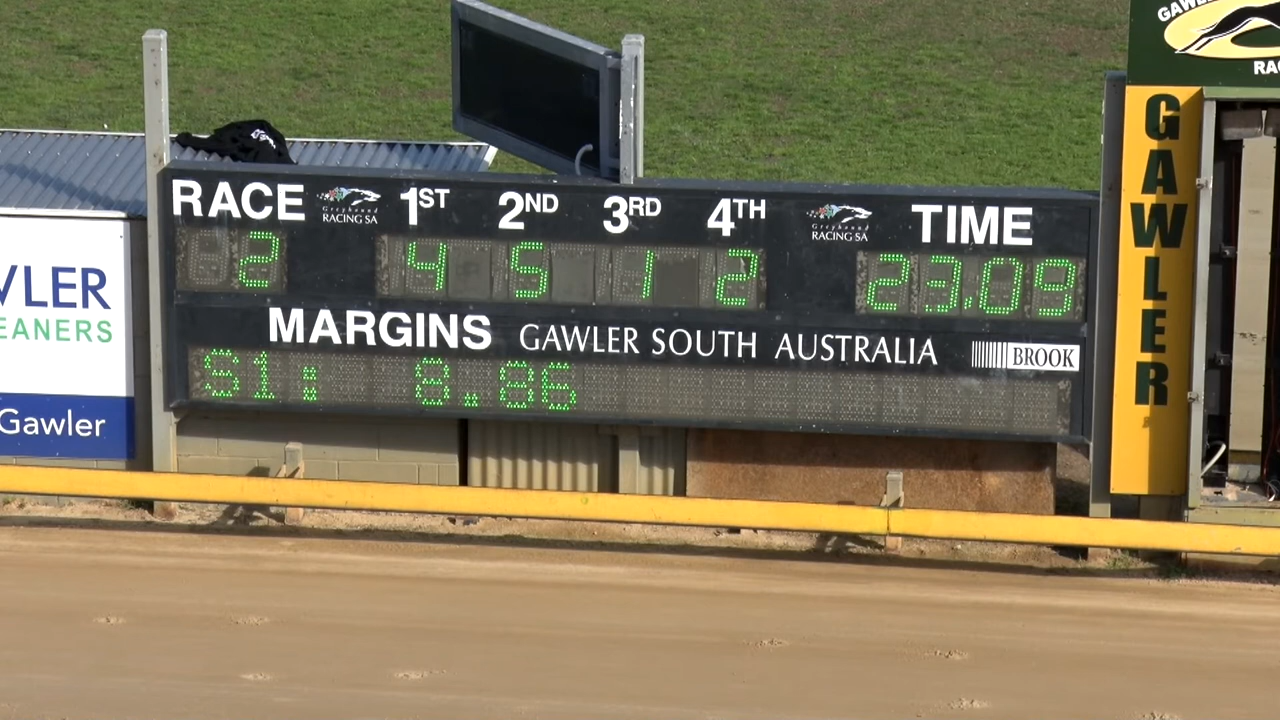 GAWLER
RACE
Greyhound
RACING SA
1ST 2ND 3RD 4TH
Greyhound
RACING SA
TIME
2 4 5 1 2 23.09
MARGINS GAWLER SOUTH AUSTRALIA BROOK
S1: 8.86
VLER
EANERS
Gawler